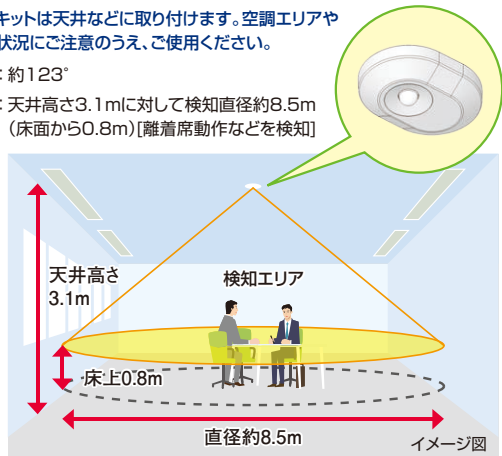 キットは天井などに取り付けます。空調エリアや
状況にご注意のうえ、ご使用ください。
：約123°
：天井高さ3.1mに対して検知直径約8.5m
（床面から0.8m）[離着席動作などを検知]
天井高さ
3.1m
検知エリア
床上0.8m
直径約8.5m
イメージ図